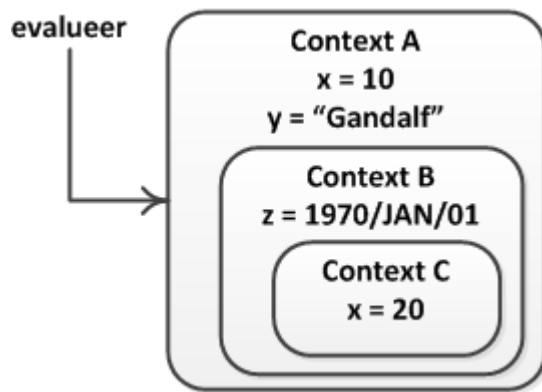 evalueer
Context A
x = 10
y = “Gandalf”
Context B
z = 1970/JAN/01
Context C
x = 20